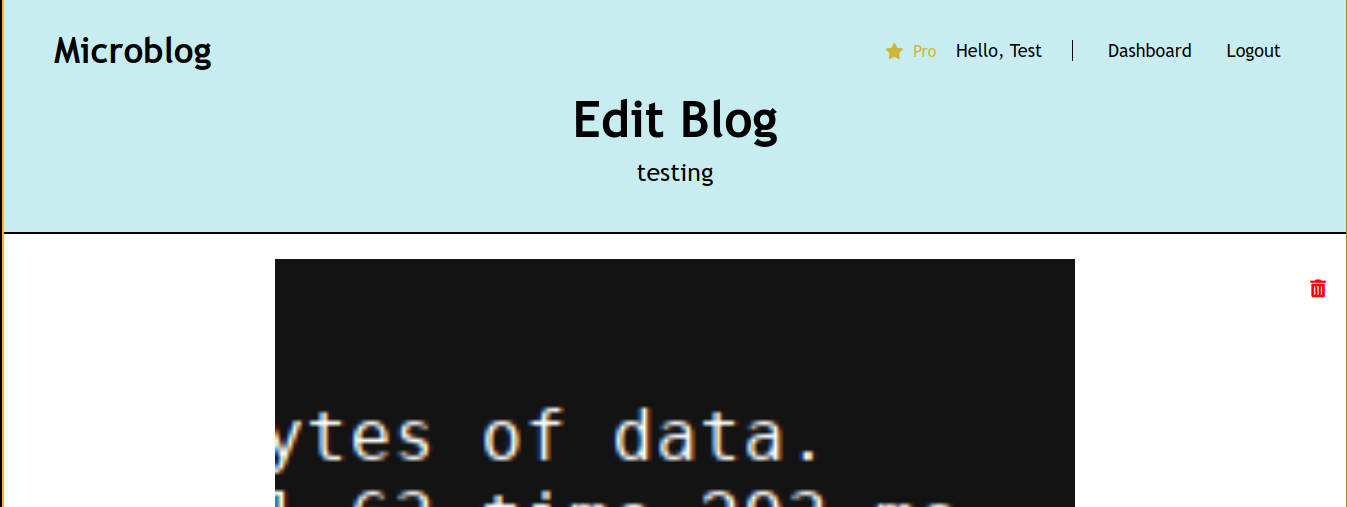 Microblog
Pro Hello, Test Dashboard Logout
Edit Blog
testing
ytes of data.